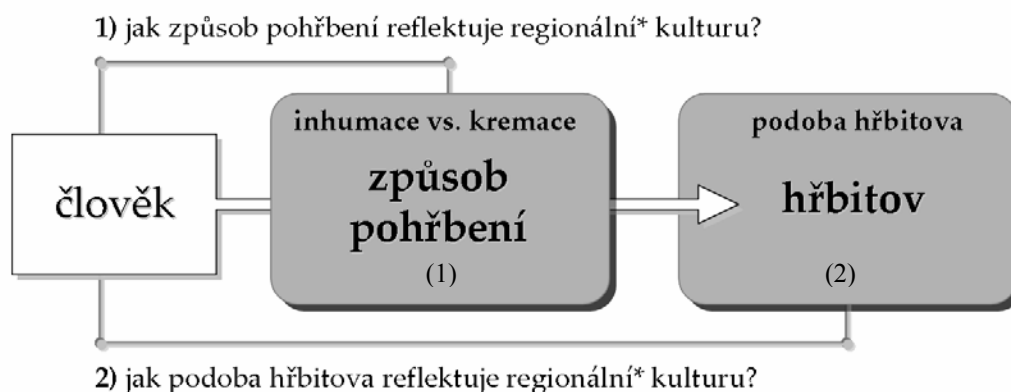 1) jak způsob pohřbení reflektuje regionální* kulturu?
člověk
inhumace vs. kremace
způsob
pohřbení
(1)
podoba hřbitova
hřbitov
(2)
2) jak podoba hřbitova reflektuje regionální* kulturu?